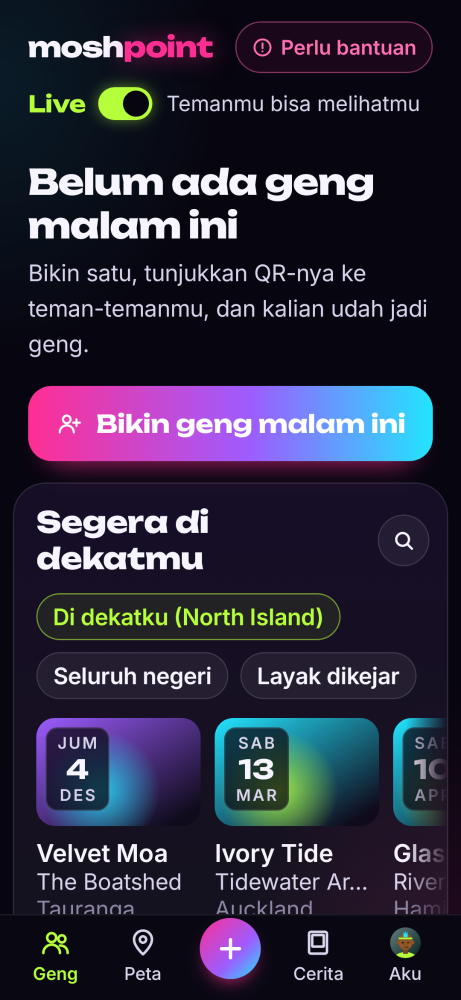 moshpoint
Perlu bantuan
Live
Temanmu bisa melihatmu
Belum ada geng
malam ini
Bikin satu, tunjukkan QR-nya ke
teman-temanmu, dan kalian udah jadi
geng.
Bikin geng malam ini
Segera di
dekatmu
Di dekatku (North Island)
Seluruh negeri
Layak dikejar
JUM
4
DES
SAB
13
MAR
10
Velvet Moa
Ivory Tide
The Boatshed
Tidewater Ar...
River
Tauranga
Auckland
Geng
Peta
Cerita
Aku